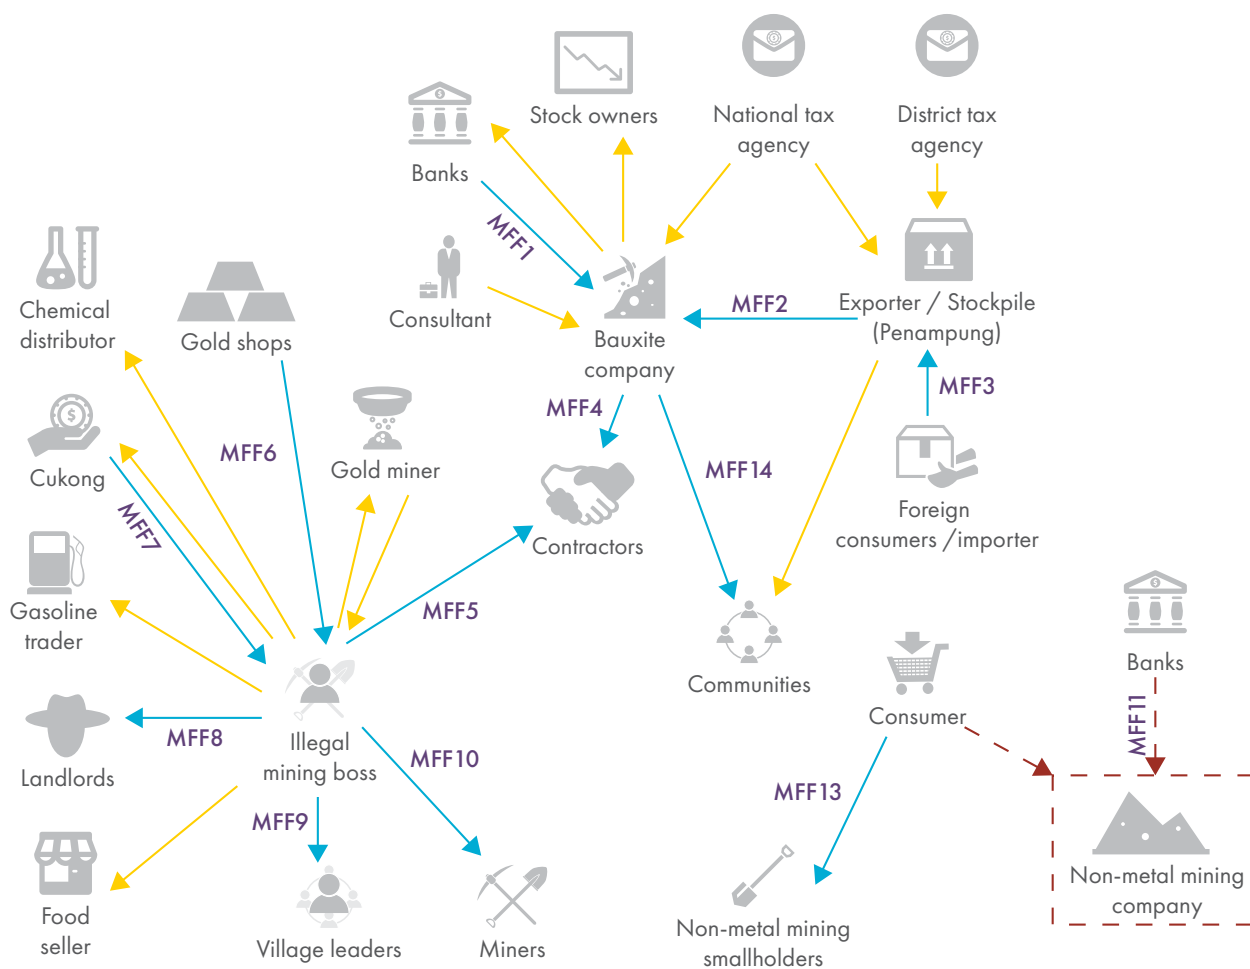 Stock owners
National tax
agency
District tax
agency
Banks
MFF1
Chemical
distributor
Gold shops
Consultant
Bauxite
company
MFF2
Exporter / Stockpile
(Penampung)
MFF3
MFF4
Cukong
MFF6
Gold miner
MFF14
MFF7
Contractors
Foreign
consumers /importer
Gasoline
trader
MFF5
Communities
Banks
MFF11
Consumer
Landlords
MFF8
Illegal
mining boss
MFF10
MFF13
MFF9
Non-metal mining
company
Food
seller
Village leaders
Miners
Non-metal mining
smallholders